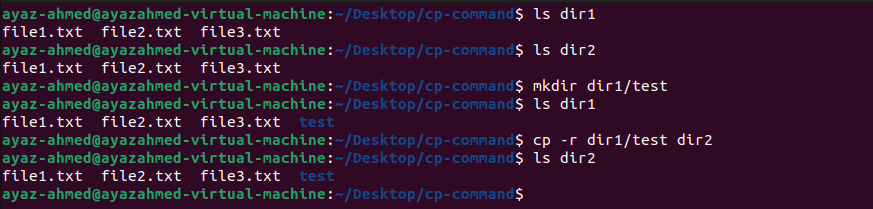 ayaz-ahmed@ayazahmed-virtual-machine:~/Desktop/cp-command$ ls dir1
file1.txt  file2.txt  file3.txt
ayaz-ahmed@ayazahmed-virtual-machine:~/Desktop/cp-command$ ls dir2
file1.txt  file2.txt  file3.txt
ayaz-ahmed@ayazahmed-virtual-machine:~/Desktop/cp-command$ mkdir dir1/test
ayaz-ahmed@ayazahmed-virtual-machine:~/Desktop/cp-command$ ls dir1
file1.txt  file2.txt  file3.txt  test
ayaz-ahmed@ayazahmed-virtual-machine:~/Desktop/cp-command$ cp -r dir1/test dir2
ayaz-ahmed@ayazahmed-virtual-machine:~/Desktop/cp-command$ ls dir2
file1.txt  file2.txt  file3.txt  test
ayaz-ahmed@ayazahmed-virtual-machine:~/Desktop/cp-command$